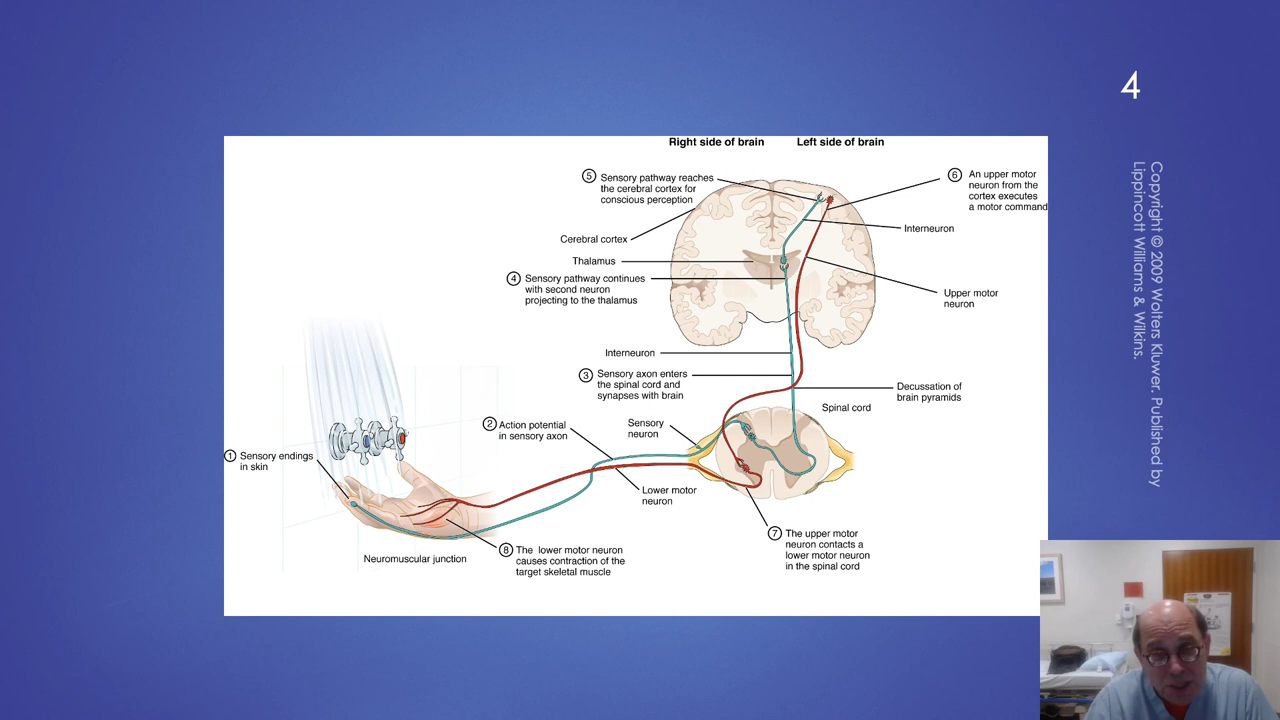 4
Copyright © 2009 Wolters Kluwer. Published by
Lippincott Williams & Wilkins.
Right side of brain
Left side of brain
5 Sensory pathway reaches
the cerebral cortex for
conscious perception
6 An upper motor
neuron from the
cortex executes
a motor command
Interneuron
Cerebral cortex
Thalamus
4 Sensory pathway continues
with second neuron
projecting to the thalamus
Upper motor
neuron
Interneuron
3 Sensory axon enters
the spinal cord and
synapses with brain
Decussation of
brain pyramids
Spinal cord
2 Action potential
in sensory axon
Sensory
neuron
1 Sensory endings
in skin
Lower motor
neuron
7 The upper motor
neuron contacts a
lower motor neuron
in the spinal cord
8 The lower motor neuron
causes contraction of the
target skeletal muscle
Neuromuscular junction